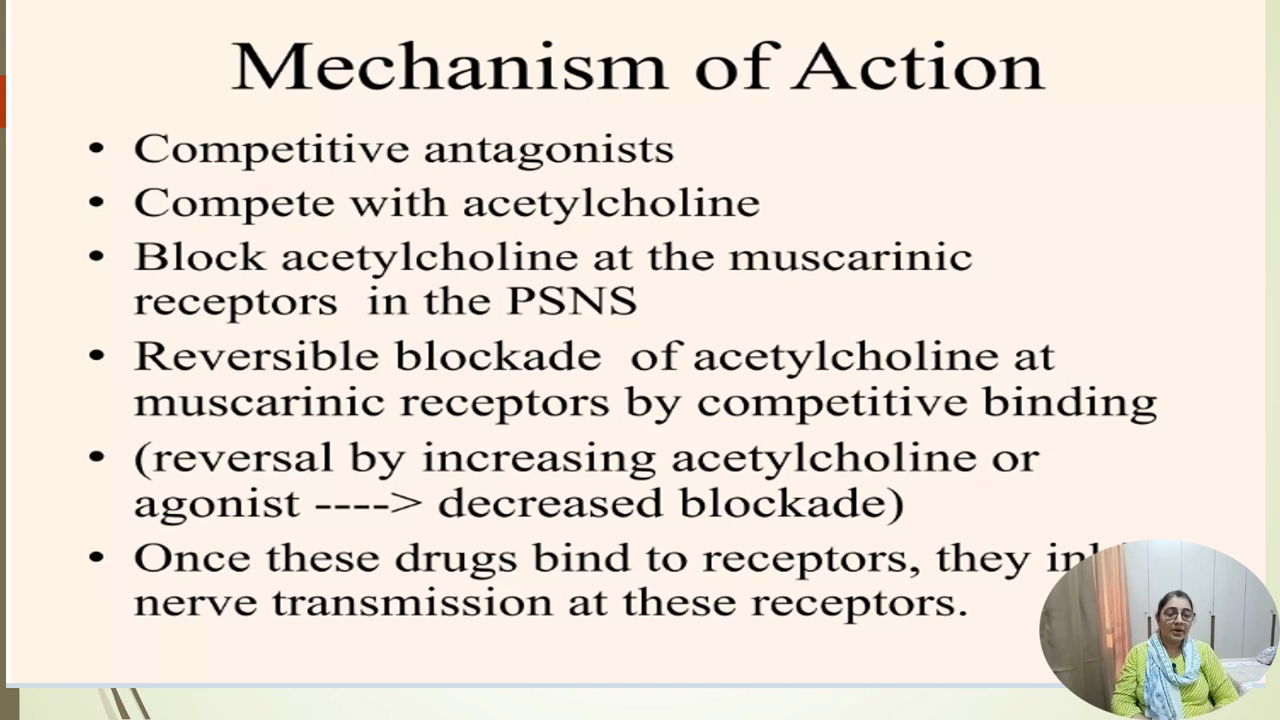 Mechanism of Action
• Competitive antagonists
• Compete with acetylcholine
• Block acetylcholine at the muscarinic
receptors in the PSNS
• Reversible blockade of acetylcholine at
muscarinic receptors by competitive binding
• (reversal by increasing acetylcholine or
agonist ----> decreased blockade)
• Once these drugs bind to receptors, they
nerve transmission at these receptors.